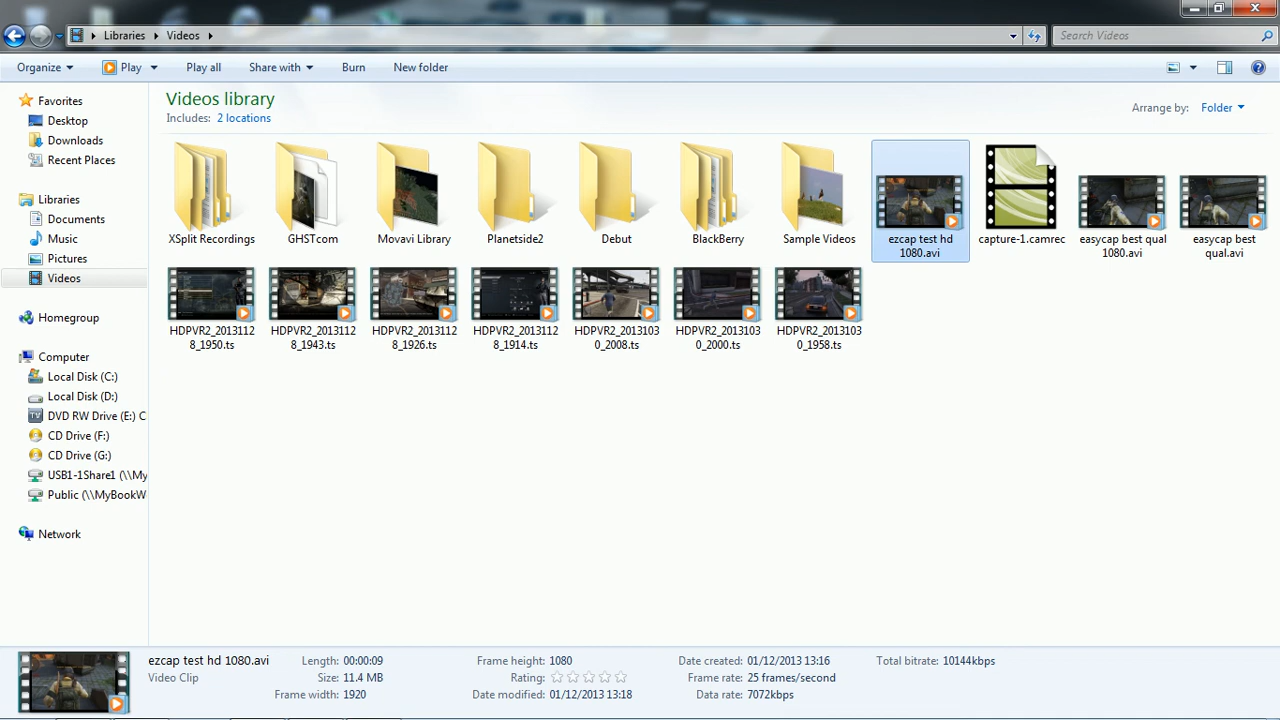 Libraries Videos
Search Videos
Organize Play Play all Share with Burn New folder
Favorites
Desktop
Downloads
Recent Places
Libraries
Documents
Music
Pictures
Videos
Homegroup
Computer
Local Disk (C:)
Local Disk (D:)
DVD RW Drive (E:) C
CD Drive (F:)
CD Drive (G:)
USB1-1Share1 (\\My
Public (\\MyBookW
Network
Videos library
Includes: 2 locations
Arrange by: Folder
XSplit Recordings
GHSTcom
Movavi Library
Planetside2
Debut
BlackBerry
Sample Videos
ezcap test hd
1080.avi
capture-1.camrec
easycap best qual
1080.avi
easycap best
qual.avi
HDPVR2_2013112
8_1950.ts
HDPVR2_2013112
8_1943.ts
HDPVR2_2013112
8_1926.ts
HDPVR2_2013112
8_1914.ts
HDPVR2_2013103
0_2008.ts
HDPVR2_2013103
0_2000.ts
HDPVR2_2013103
0_1958.ts
ezcap test hd 1080.avi
Video Clip
Length: 00:00:09
Size: 11.4 MB
Frame width: 1920
Frame height: 1080
Rating:
Date modified: 01/12/2013 13:18
Date created: 01/12/2013 13:16
Frame rate: 25 frames/second
Data rate: 7072kbps
Total bitrate: 10144kbps